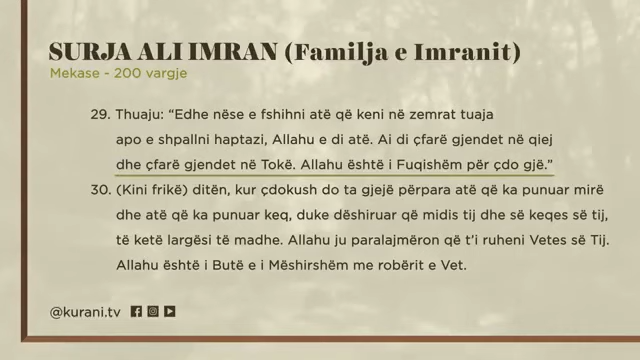 SURJA ALI IMRAN (Familja e Imranit)
Mekase - 200 vargje
29. Thuaju: “Edhe nëse e fshihni atë që keni në zemrat tuaja
apo e shpallni haptazi, Allahu e di atë. Ai di çfarë gjendet në qiej
dhe çfarë gjendet në Tokë. Allahu është i Fuqishëm për çdo gjë.”
30. (Kini frikë) ditën, kur çdokush do ta gjejë përpara atë që ka punuar mirë
dhe atë që ka punuar keq, duke dëshiruar që midis tij dhe së keqes së tij,
të ketë largësi të madhe. Allahu ju paralajmëron që t’i ruheni Vetes së Tij.
Allahu është i Butë e i Mëshirshëm me robërit e Vet.
@kurani.tv